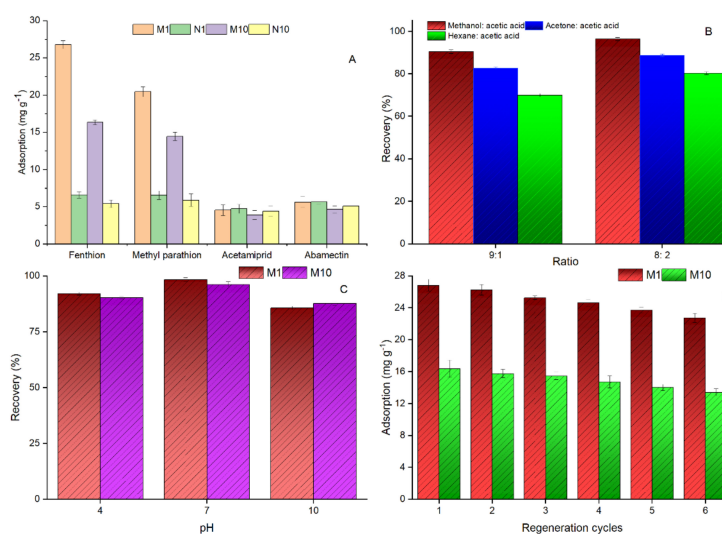 M1 N1 M10 N10
A
30
25
20
15
10
5
0
Adsorption (mg g-1)
Fenthion Methyl parathion Acetamiprid Abamectin
Methanol: acetic acid Acetone: acetic acid
Hexane: acetic acid
B
100
80
60
40
20
0
Recovery (%)
9:1 8: 2
Ratio
M1 M10
C
100
75
50
25
0
Recovery (%)
4 7 10
pH
M1 M10
28
24
20
16
12
8
4
0
Adsorption (mg g-1)
1 2 3 4 5 6
Regeneration cycles